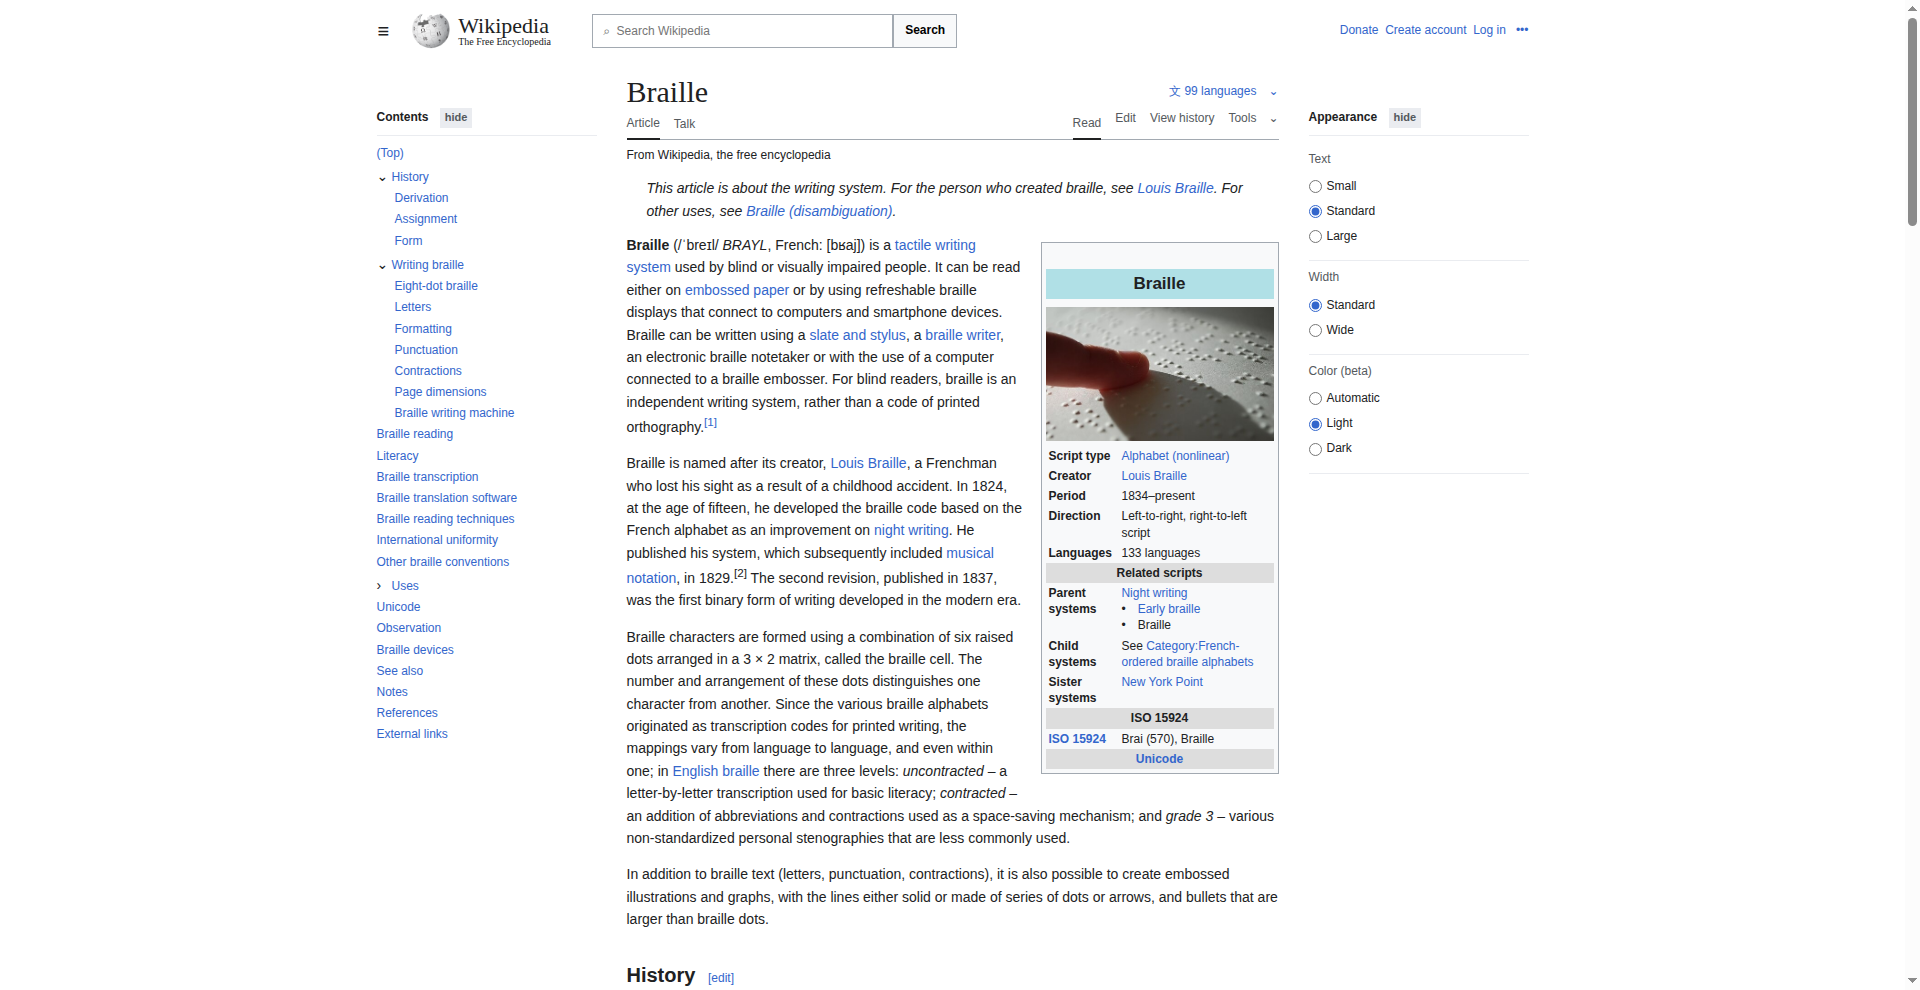 Wikipedia
The Free Encyclopedia
Search Wikipedia
Search
Donate Create account Log in •••
Contents hide
(Top)
History
Derivation
Assignment
Form
Writing braille
Eight-dot braille
Letters
Formatting
Punctuation
Contractions
Page dimensions
Braille writing machine
Braille reading
Literacy
Braille transcription
Braille translation software
Braille reading techniques
International uniformity
Other braille conventions
Uses
Unicode
Observation
Braille devices
See also
Notes
References
External links
Braille
文 99 languages
Article Talk
Read Edit View history Tools
From Wikipedia, the free encyclopedia
This article is about the writing system. For the person who created braille, see Louis Braille. For
other uses, see Braille (disambiguation).
Braille (/ˈbreɪl/ BRAYL, French: [bʁaj]) is a tactile writing
system used by blind or visually impaired people. It can be read
either on embossed paper or by using refreshable braille
displays that connect to computers and smartphone devices.
Braille can be written using a slate and stylus, a braille writer,
an electronic braille notetaker or with the use of a computer
connected to a braille embosser. For blind readers, braille is an
independent writing system, rather than a code of printed
orthography.[1]
Braille is named after its creator, Louis Braille, a Frenchman
who lost his sight as a result of a childhood accident. In 1824,
at the age of fifteen, he developed the braille code based on the
French alphabet as an improvement on night writing. He
published his system, which subsequently included musical
notation, in 1829.[2] The second revision, published in 1837,
was the first binary form of writing developed in the modern era.
Braille characters are formed using a combination of six raised
dots arranged in a 3 × 2 matrix, called the braille cell. The
number and arrangement of these dots distinguishes one
character from another. Since the various braille alphabets
originated as transcription codes for printed writing, the
mappings vary from language to language, and even within
one; in English braille there are three levels: uncontracted – a
letter-by-letter transcription used for basic literacy; contracted –
an addition of abbreviations and contractions used as a space-saving mechanism; and grade 3 – various
non-standardized personal stenographies that are less commonly used.
In addition to braille text (letters, punctuation, contractions), it is also possible to create embossed
illustrations and graphs, with the lines either solid or made of series of dots or arrows, and bullets that are
larger than braille dots.
History [edit]
Braille
Script type Alphabet (nonlinear)
Creator Louis Braille
Period 1834–present
Direction Left-to-right, right-to-left
script
Languages 133 languages
Related scripts
Parent Night writing
systems • Early braille
• Braille
Child See Category:French-
systems ordered braille alphabets
Sister New York Point
systems
ISO 15924
ISO 15924 Brai (570), Braille
Unicode
Appearance hide
Text
Small
Standard
Large
Width
Standard
Wide
Color (beta)
Automatic
Light
Dark